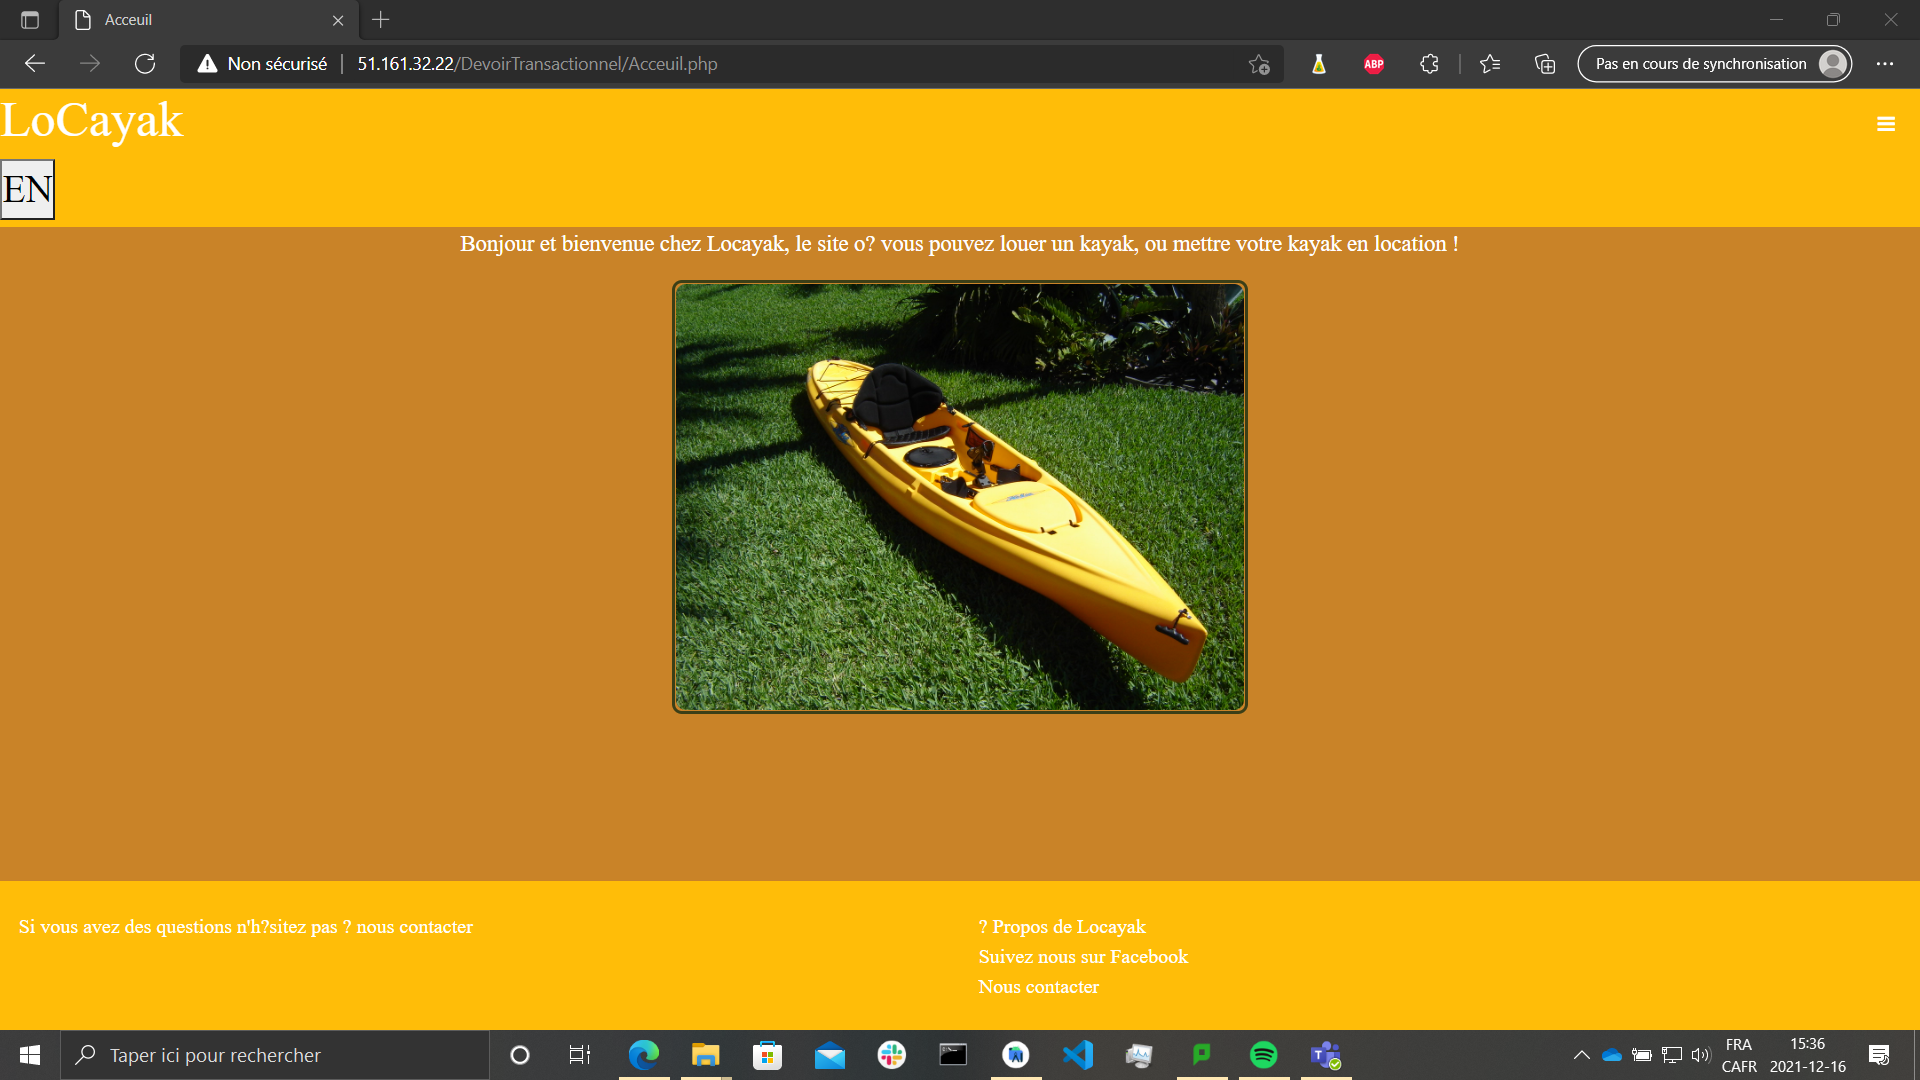 Acceuil
Non sécurisé
51.161.32.22/DevoirTransactionnel/Acceuil.php
ABP
Pas en cours de synchronisation
LoCayak
EN
Bonjour et bienvenue chez Locayak, le site o? vous pouvez louer un kayak, ou mettre votre kayak en location !
Si vous avez des questions n'h?sitez pas ? nous contacter
? Propos de Locayak
Suivez nous sur Facebook
Nous contacter
Taper ici pour rechercher
FRA
CAFR
15:36
2021-12-16